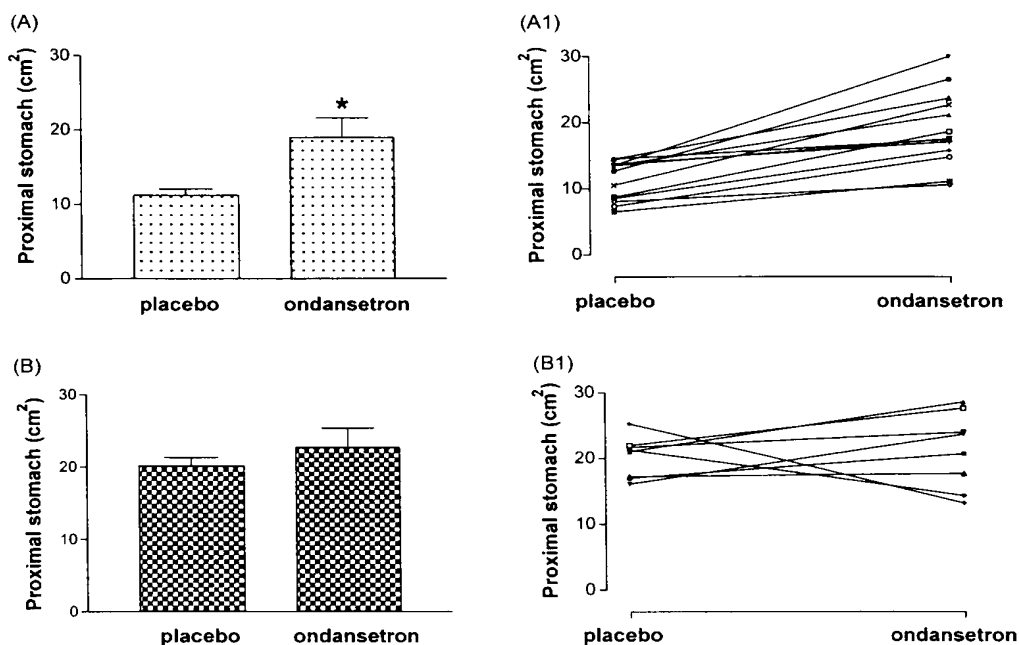 (A)
Proximal stomach (cm²)
30
20
10
0
*
placebo ondansetron
(A1)
Proximal stomach (cm²)
30
20
10
0
placebo ondansetron
(B)
Proximal stomach (cm²)
30
20
10
0
placebo ondansetron
(B1)
Proximal stomach (cm²)
30
20
10
0
placebo ondansetron